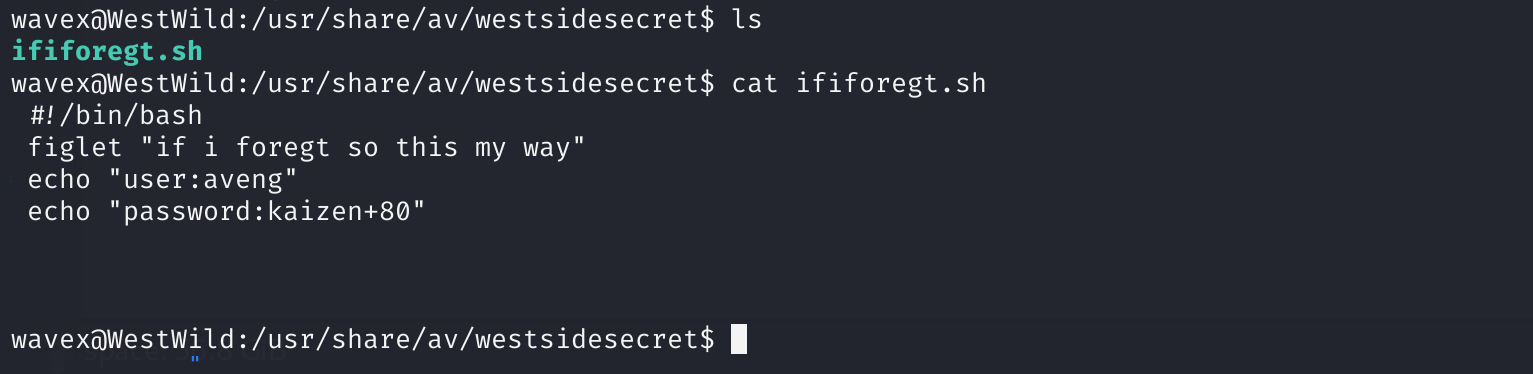 wavex@WestWild:/usr/share/av/westsidesecret$ ls
ififoregt.sh
wavex@WestWild:/usr/share/av/westsidesecret$ cat ififoregt.sh
#!/bin/bash
figlet "if i foregt so this my way"
echo "user:aveng"
echo "password:kaizen+80"
wavex@WestWild:/usr/share/av/westsidesecret$